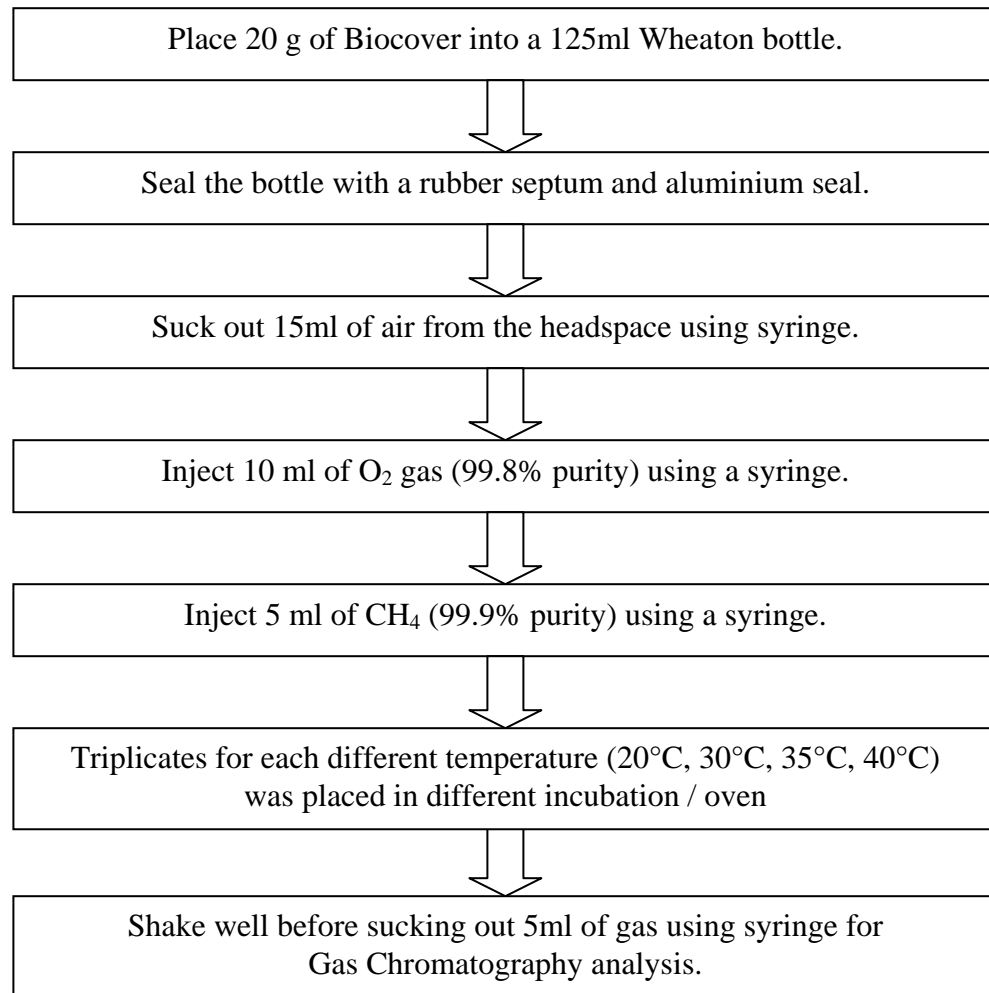 Place 20 g of Biocover into a 125ml Wheaton bottle.
Seal the bottle with a rubber septum and aluminium seal.
Suck out 15ml of air from the headspace using syringe.
Inject 10 ml of O₂ gas (99.8% purity) using a syringe.
Inject 5 ml of CH₄ (99.9% purity) using a syringe.
Triplicates for each different temperature (20°C, 30°C, 35°C, 40°C)
was placed in different incubation / oven
Shake well before sucking out 5ml of gas using syringe for
Gas Chromatography analysis.